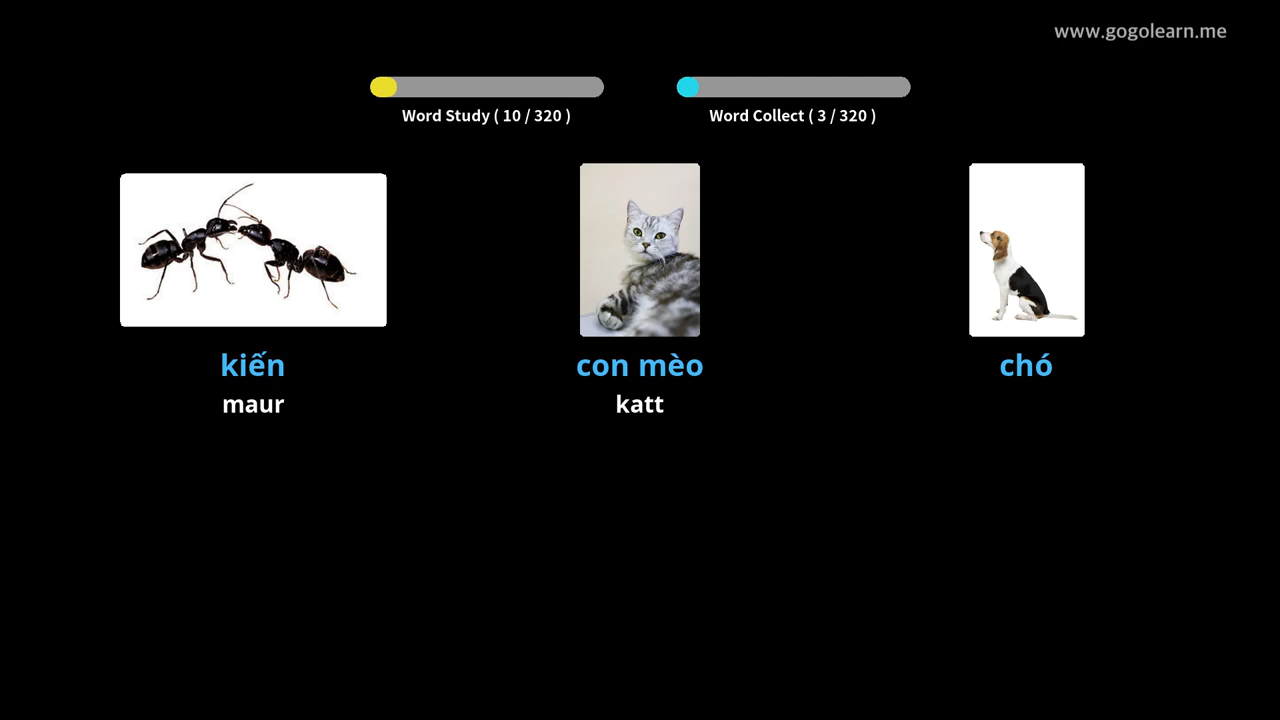 www.gogolearn.me
Word Study ( 10 / 320 )
Word Collect ( 3 / 320 )
kiến
maur
con mèo
katt
chó